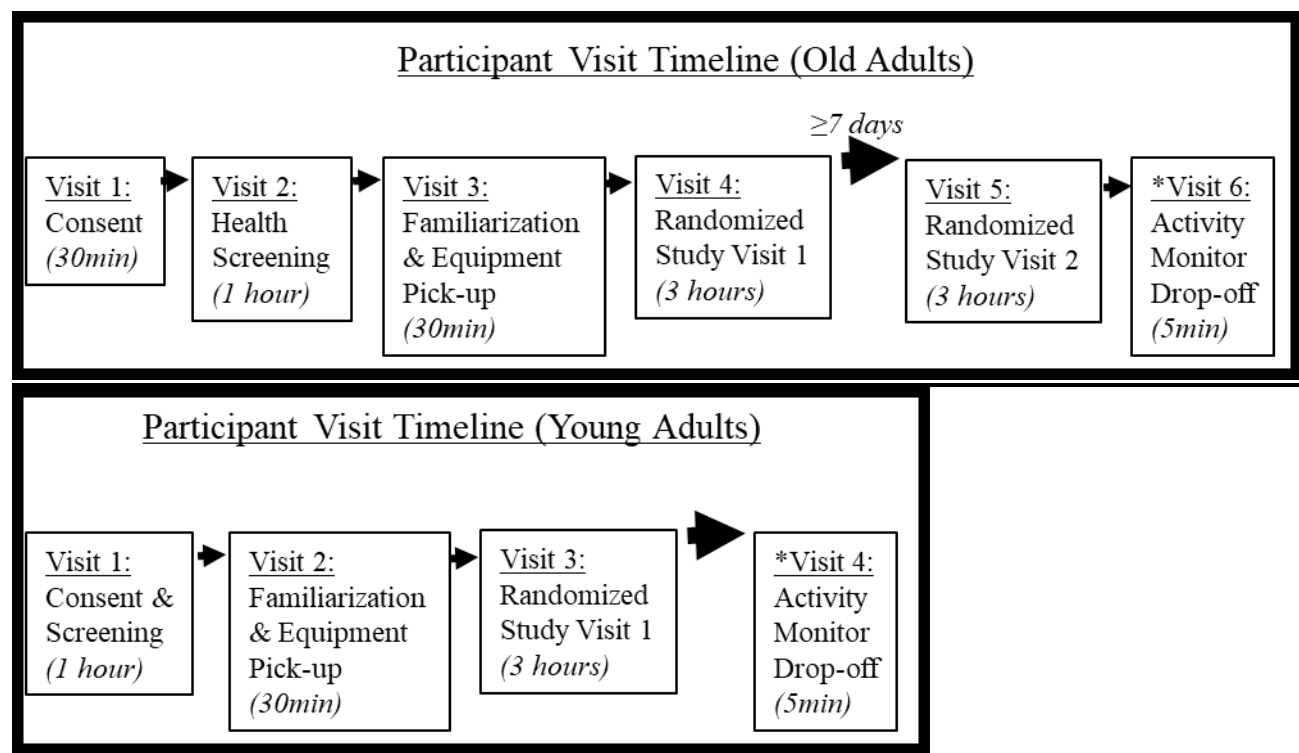 Participant Visit Timeline (Old Adults)
≥7 days
Visit 1:
Consent
(30min)
Visit 2:
Health
Screening
(1 hour)
Visit 3:
Familiarization
& Equipment
Pick-up
(30min)
Visit 4:
Randomized
Study Visit 1
(3 hours)
Visit 5:
Randomized
Study Visit 2
(3 hours)
*Visit 6:
Activity
Monitor
Drop-off
(5min)
Participant Visit Timeline (Young Adults)
Visit 1:
Consent &
Screening
(1 hour)
Visit 2:
Familiarization
& Equipment
Pick-up
(30min)
Visit 3:
Randomized
Study Visit 1
(3 hours)
*Visit 4:
Activity
Monitor
Drop-off
(5min)